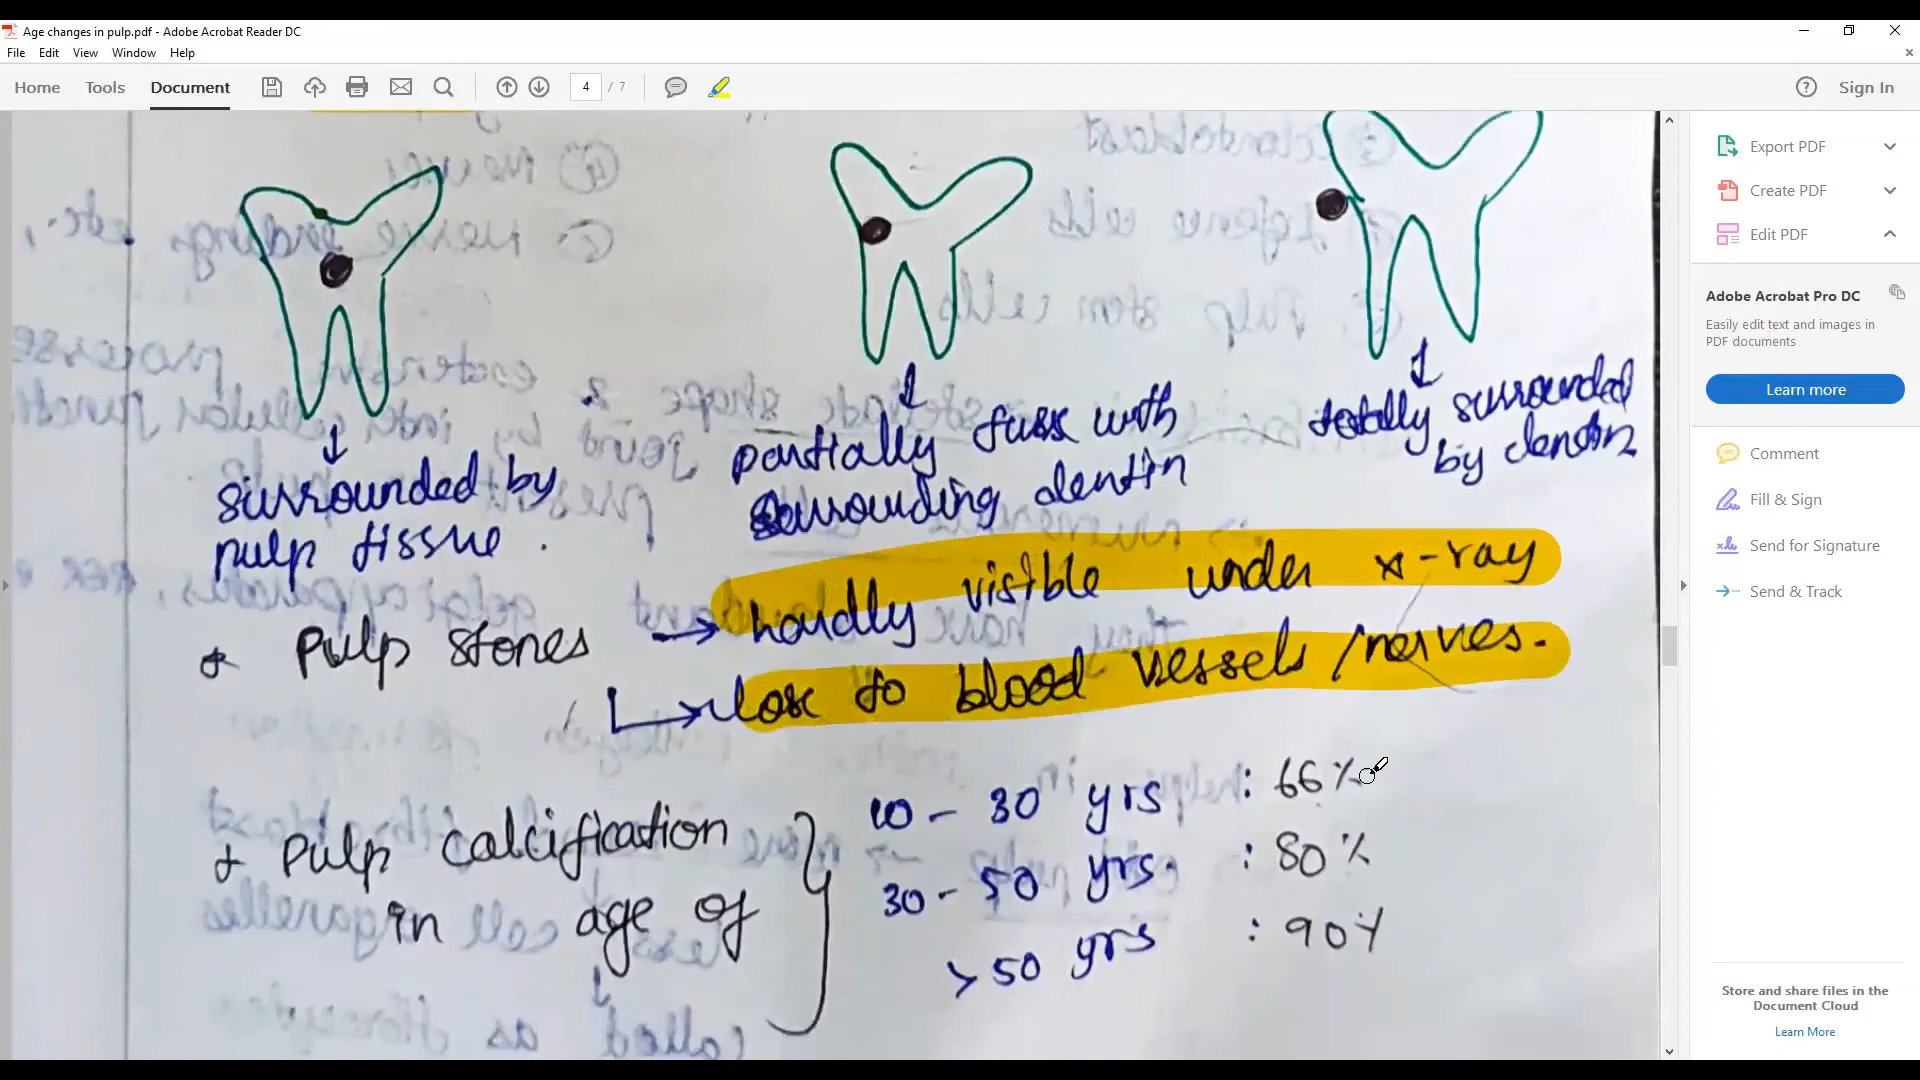 Age changes in pulp.pdf - Adobe Acrobat Reader DC
File Edit View Window Help
Home Tools Document 4 / 7 Sign In
surrounded by
pulp tissue.
partially fuse with
surrounding dentin
totally surrounded
by dentin
* Pulp stones → hardly visible under x-ray
→ close to blood vessels / nerves.
* Pulp calcification
in age of
10 - 30 yrs : 66%
30 - 50 yrs. : 80%
> 50 yrs : 90%
Export PDF
Create PDF
Edit PDF
Adobe Acrobat Pro DC
Easily edit text and images in
PDF documents
Learn more
Comment
Fill & Sign
Send for Signature
Send & Track
Store and share files in the
Document Cloud
Learn More